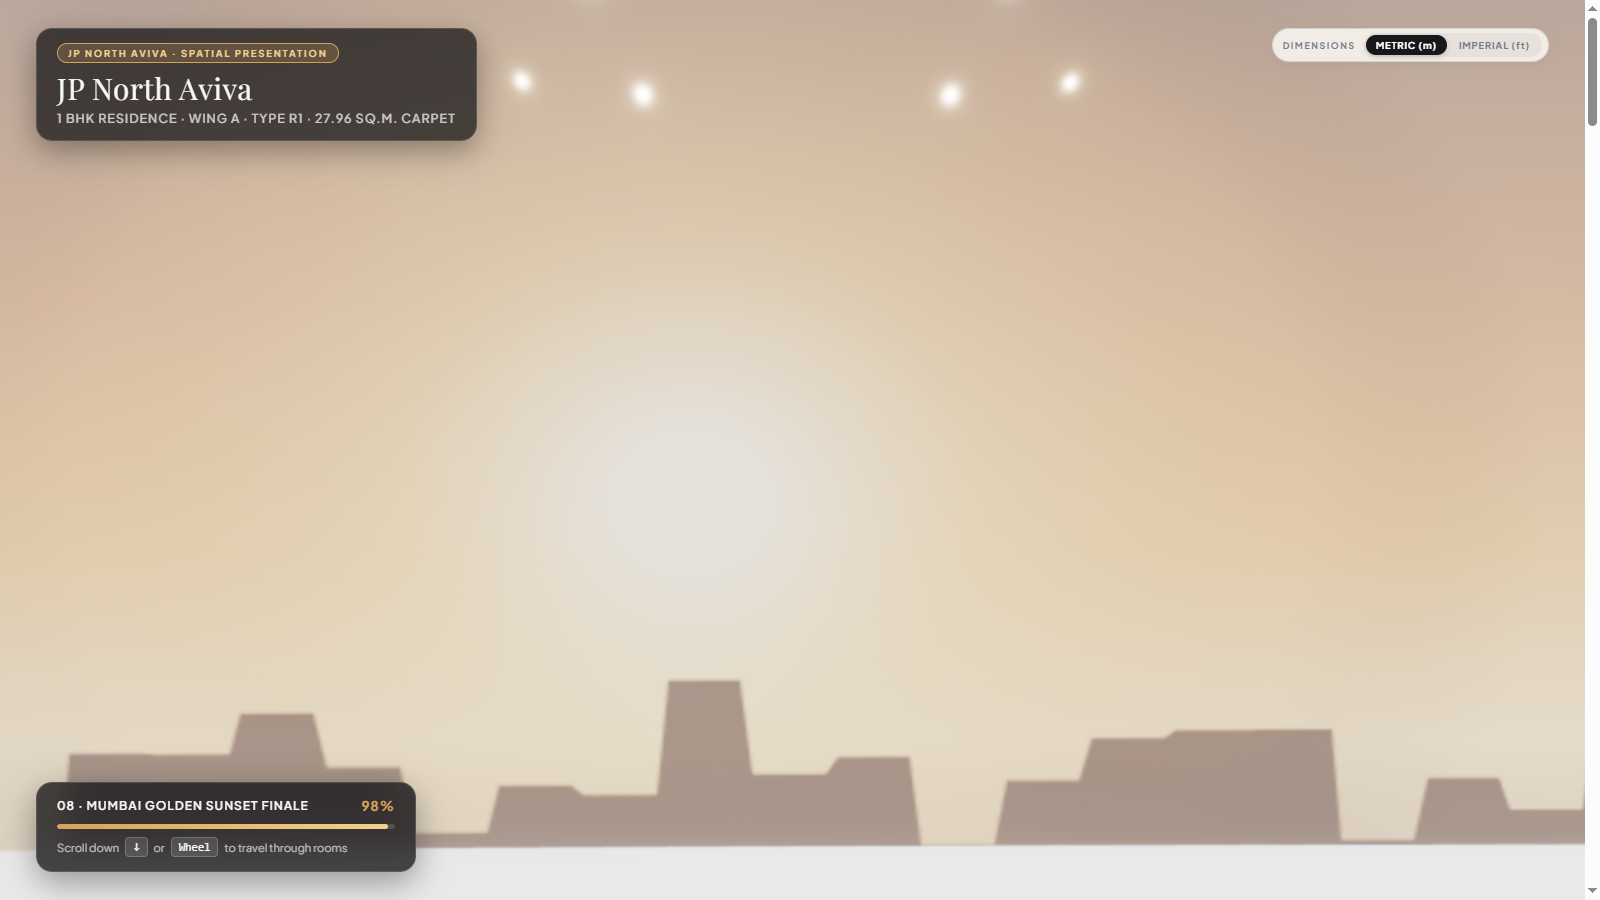 JP NORTH AVIVA · SPATIAL PRESENTATION
JP North Aviva
1 BHK RESIDENCE · WING A · TYPE R1 · 27.96 SQ.M. CARPET
DIMENSIONS METRIC (m) IMPERIAL (ft)
08 · MUMBAI GOLDEN SUNSET FINALE 98%
Scroll down ↓ or Wheel to travel through rooms